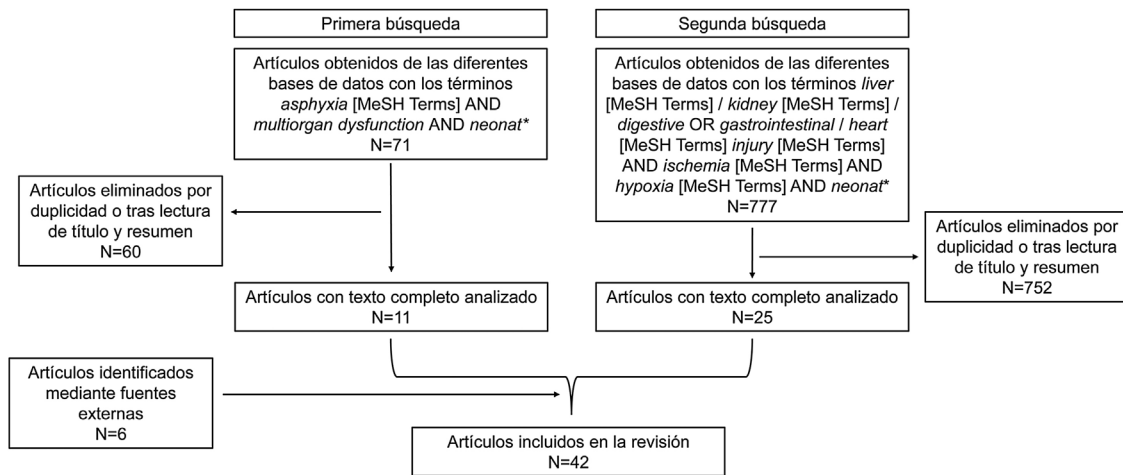 Primera búsqueda
Artículos obtenidos de las diferentes
bases de datos con los términos
asphyxia [MeSH Terms] AND
multiorgan dysfunction AND neonat*
N=71
Artículos eliminados por
duplicidad o tras lectura
de título y resumen
N=60
Artículos con texto completo analizado
N=11
Segunda búsqueda
Artículos obtenidos de las diferentes
bases de datos con los términos liver
[MeSH Terms] / kidney [MeSH Terms] /
digestive OR gastrointestinal / heart
[MeSH Terms] injury [MeSH Terms]
AND ischemia [MeSH Terms] AND
hypoxia [MeSH Terms] AND neonat*
N=777
Artículos eliminados por
duplicidad o tras lectura
de título y resumen
N=752
Artículos con texto completo analizado
N=25
Artículos identificados
mediante fuentes
externas
N=6
Artículos incluidos en la revisión
N=42